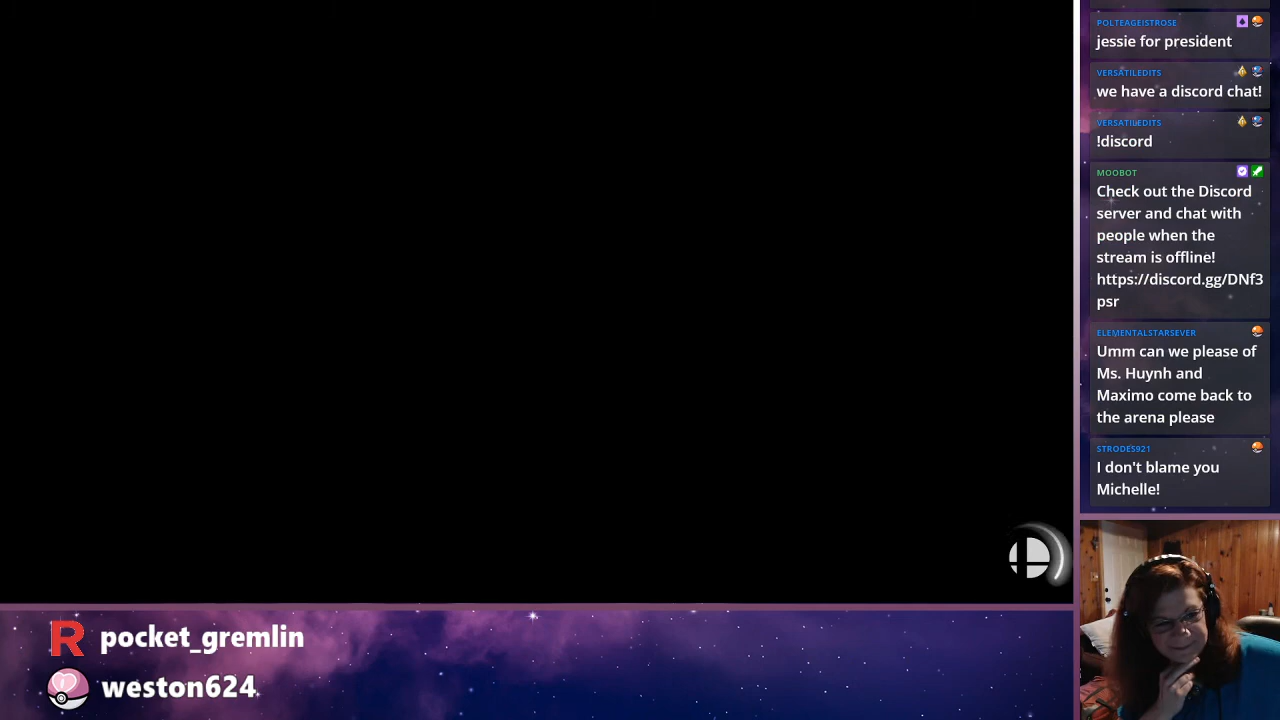 POLTEAGEISTROSE
jessie for president
VERSATILEDITS
we have a discord chat!
VERSATILEDITS
!discord
MOOBOT
Check out the Discord
server and chat with
people when the
stream is offline!
https://discord.gg/DNf3
psr
ELEMENTALSTARSEVER
Umm can we please of
Ms. Huynh and
Maximo come back to
the arena please
STRODES921
I don't blame you
Michelle!
R pocket_gremlin
weston624